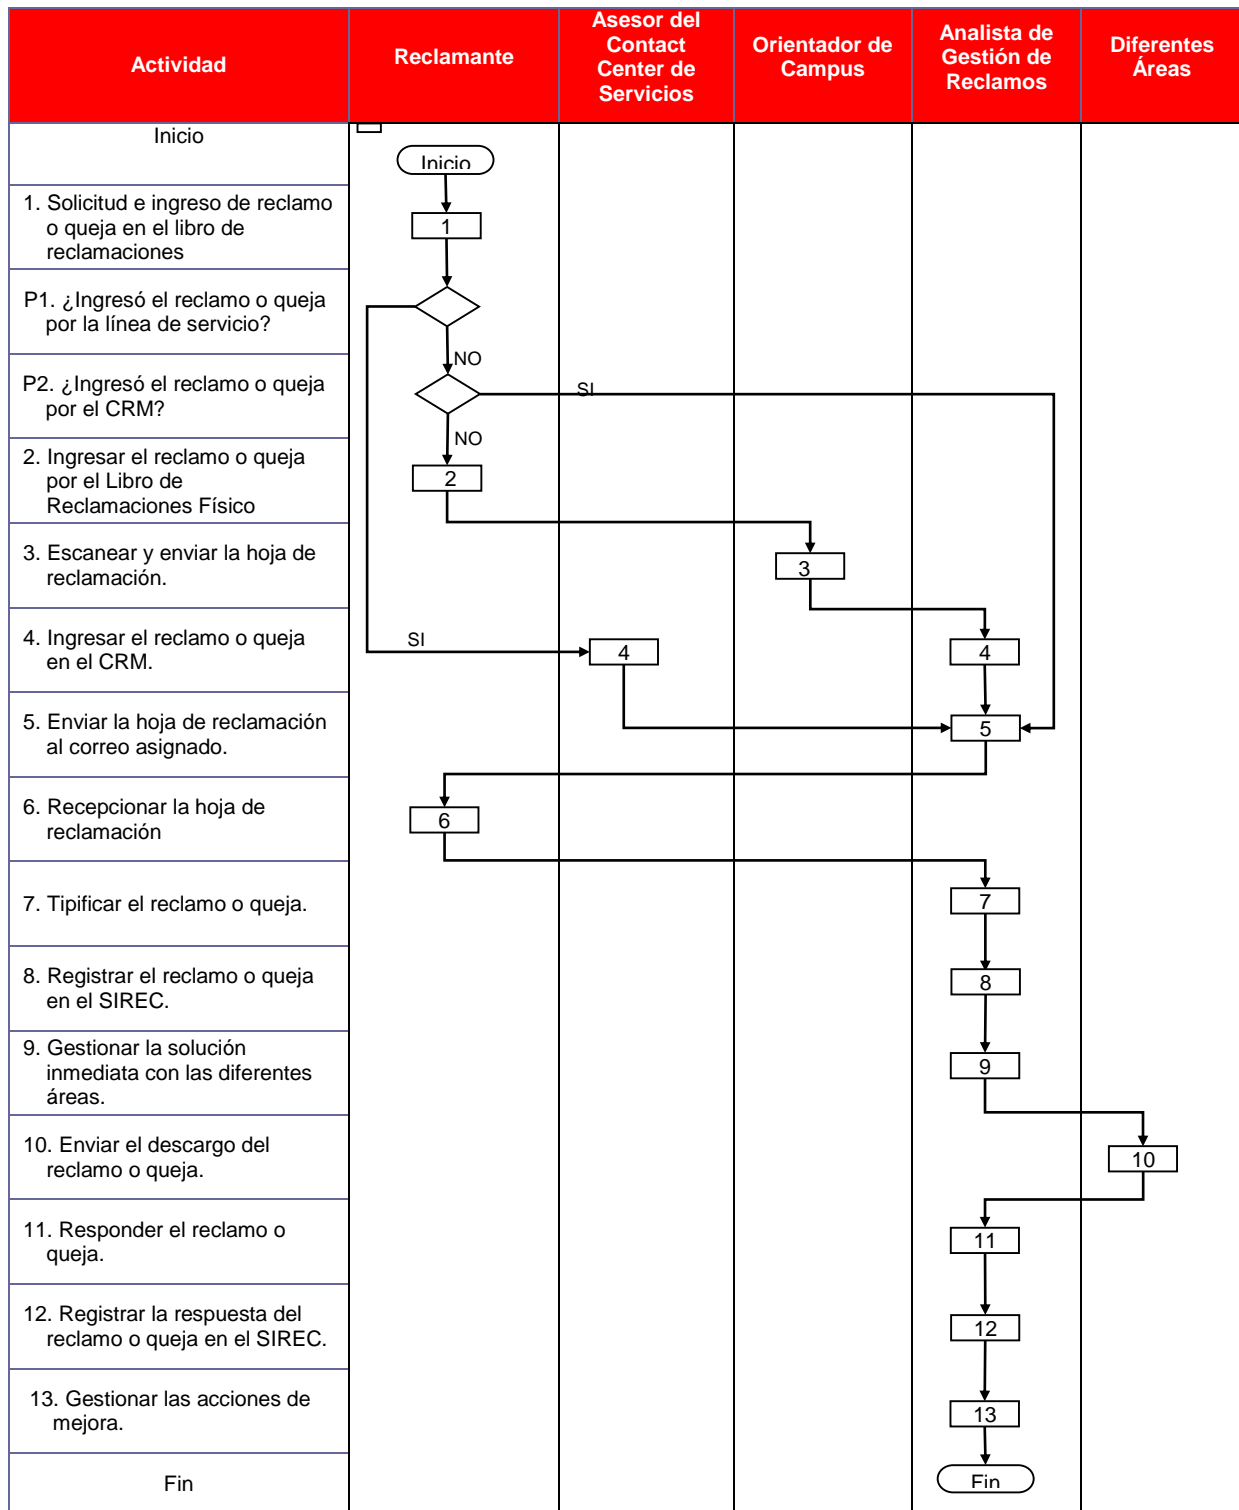 Actividad
Reclamante
Asesor del
Contact
Center de
Servicios
Orientador de
Campus
Analista de
Gestión de
Reclamos
Diferentes
Áreas
Inicio
Inicio
1. Solicitud e ingreso de reclamo
o queja en el libro de
reclamaciones
1
P1. ¿Ingresó el reclamo o queja
por la línea de servicio?
NO
P2. ¿Ingresó el reclamo o queja
por el CRM?
SI
NO
2. Ingresar el reclamo o queja
por el Libro de
Reclamaciones Físico
2
3. Escanear y enviar la hoja de
reclamación.
3
4. Ingresar el reclamo o queja
en el CRM.
SI
4
4
5. Enviar la hoja de reclamación
al correo asignado.
5
6. Recepcionar la hoja de
reclamación
6
7. Tipificar el reclamo o queja.
7
8. Registrar el reclamo o queja
en el SIREC.
8
9. Gestionar la solución
inmediata con las diferentes
áreas.
9
10. Enviar el descargo del
reclamo o queja.
10
11. Responder el reclamo o
queja.
11
12. Registrar la respuesta del
reclamo o queja en el SIREC.
12
13. Gestionar las acciones de
mejora.
13
Fin
Fin